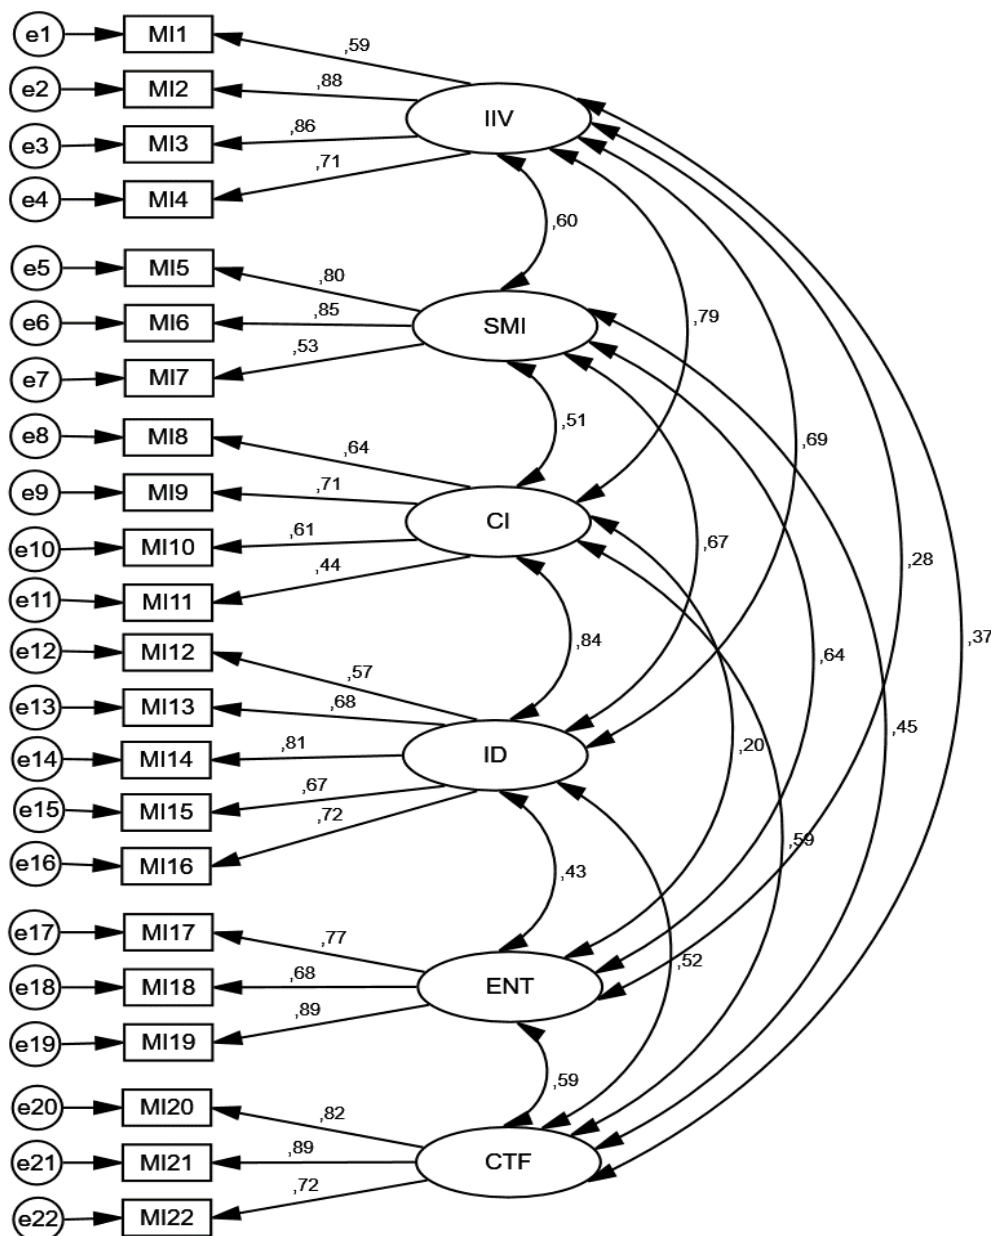 e1 MI1 ,59
e2 MI2 ,88
IIV
e3 MI3 ,86
e4 MI4 ,71
,60
e5 MI5 ,80
e6 MI6 ,85
SMI ,79
e7 MI7 ,53
,51
e8 MI8 ,64
,69
e9 MI9 ,71
CI
e10 MI10 ,61
,67
,28
e11 MI11 ,44
,84
,64
,37
e12 MI12 ,57
e13 MI13 ,68
,45
,20
e14 MI14 ,81
ID
e15 MI15 ,67
e16 MI16 ,72
,59
,43
e17 MI17 ,77
,52
e18 MI18 ,68
ENT
e19 MI19 ,89
,59
e20 MI20 ,82
e21 MI21 ,89
CTF
e22 MI22 ,72